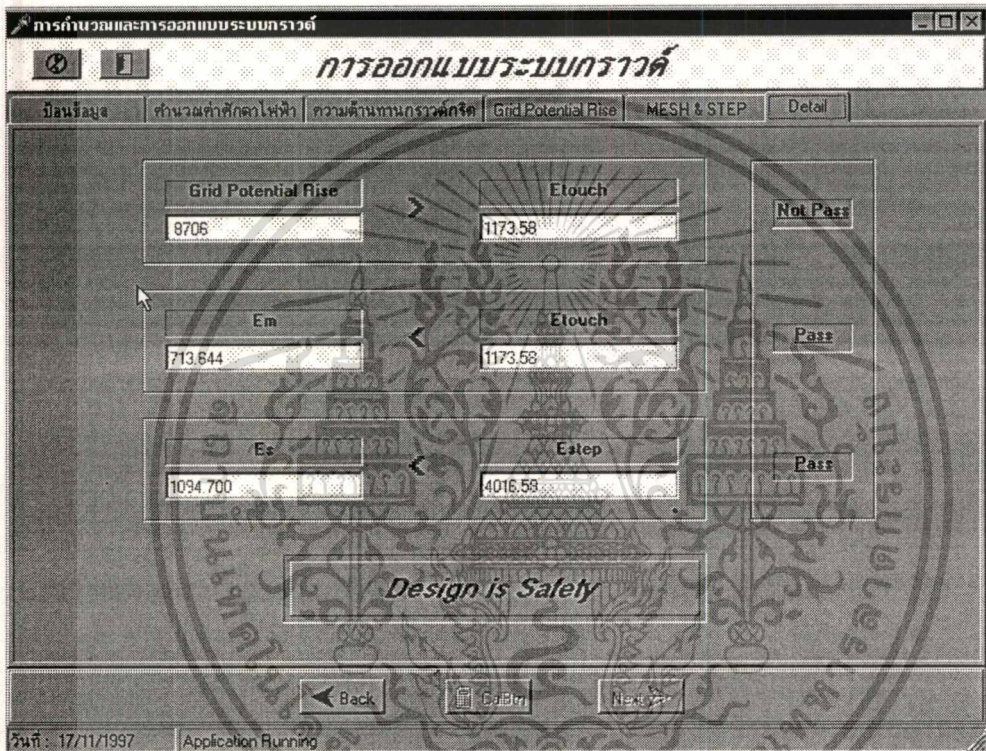 การคำนวณและการออกแบบระบบกราวด์
การออกแบบระบบกราวด์
ป้อนข้อมูล คำนวณค่าศักดาไฟฟ้า ความต้านทานกราวด์กริด Grid Potential Rise MESH & STEP Detail
Grid Potential Rise > Etouch
8706 1173.58 Not Pass
Em < Etouch
713.644 1173.58 Pass
Es < Estep
1094.700 4016.59 Pass
Design is Safety
Back CalBtn Next
วันที่ : 17/11/1997 Application Running